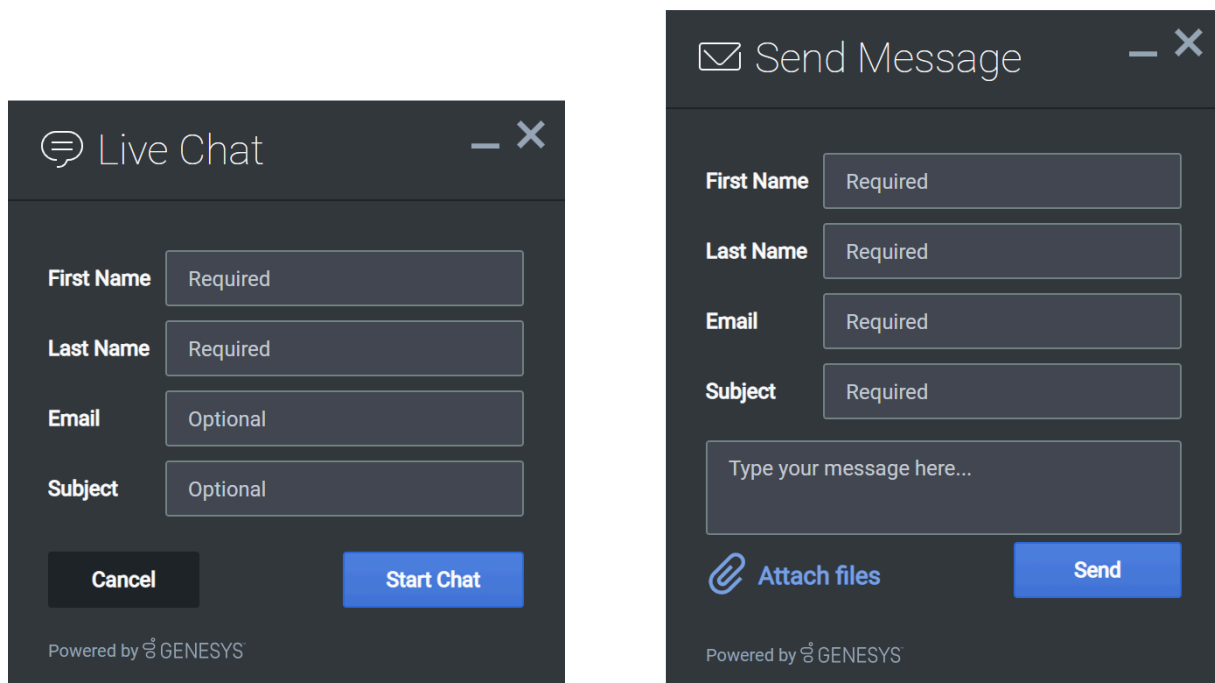 Live Chat
First Name Required
Last Name Required
Email Optional
Subject Optional
Cancel Start Chat
Powered by GENESYS
Send Message
First Name Required
Last Name Required
Email Required
Subject Required
Type your message here...
Attach files Send
Powered by GENESYS